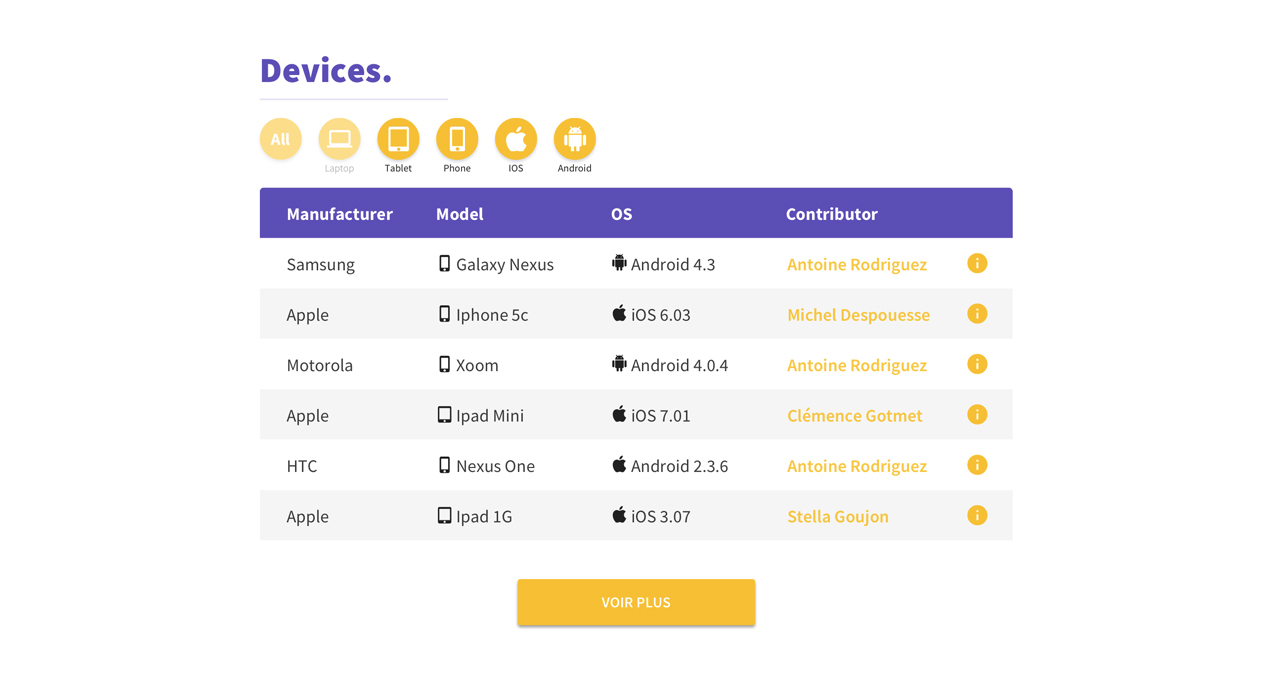 Devices.
All
Laptop Tablet Phone IOS Android
Manufacturer Model OS Contributor
Samsung Galaxy Nexus Android 4.3 Antoine Rodriguez
Apple Iphone 5c iOS 6.03 Michel Despouesse
Motorola Xoom Android 4.0.4 Antoine Rodriguez
Apple Ipad Mini iOS 7.01 Clémence Gotmet
HTC Nexus One Android 2.3.6 Antoine Rodriguez
Apple Ipad 1G iOS 3.07 Stella Goujon
VOIR PLUS